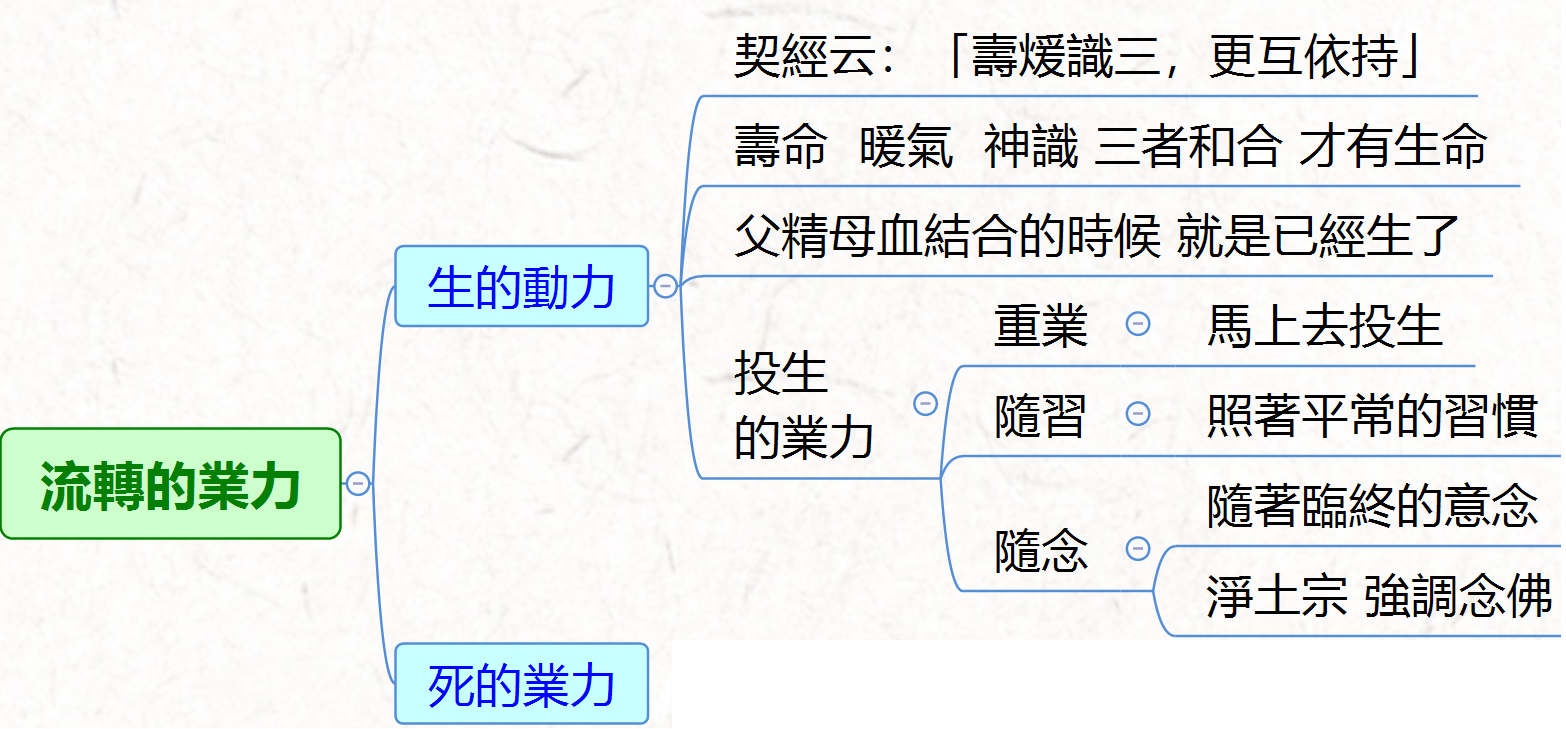 契經云：「壽煖識三，更互依持」
壽命 暖氣 神識 三者和合 才有生命
父精母血結合的時候 就是已經生了
生的動力
重業 馬上去投生
投生
的業力
隨習 照著平常的習慣
流轉的業力
隨著臨終的意念
隨念
淨土宗 強調念佛
死的業力